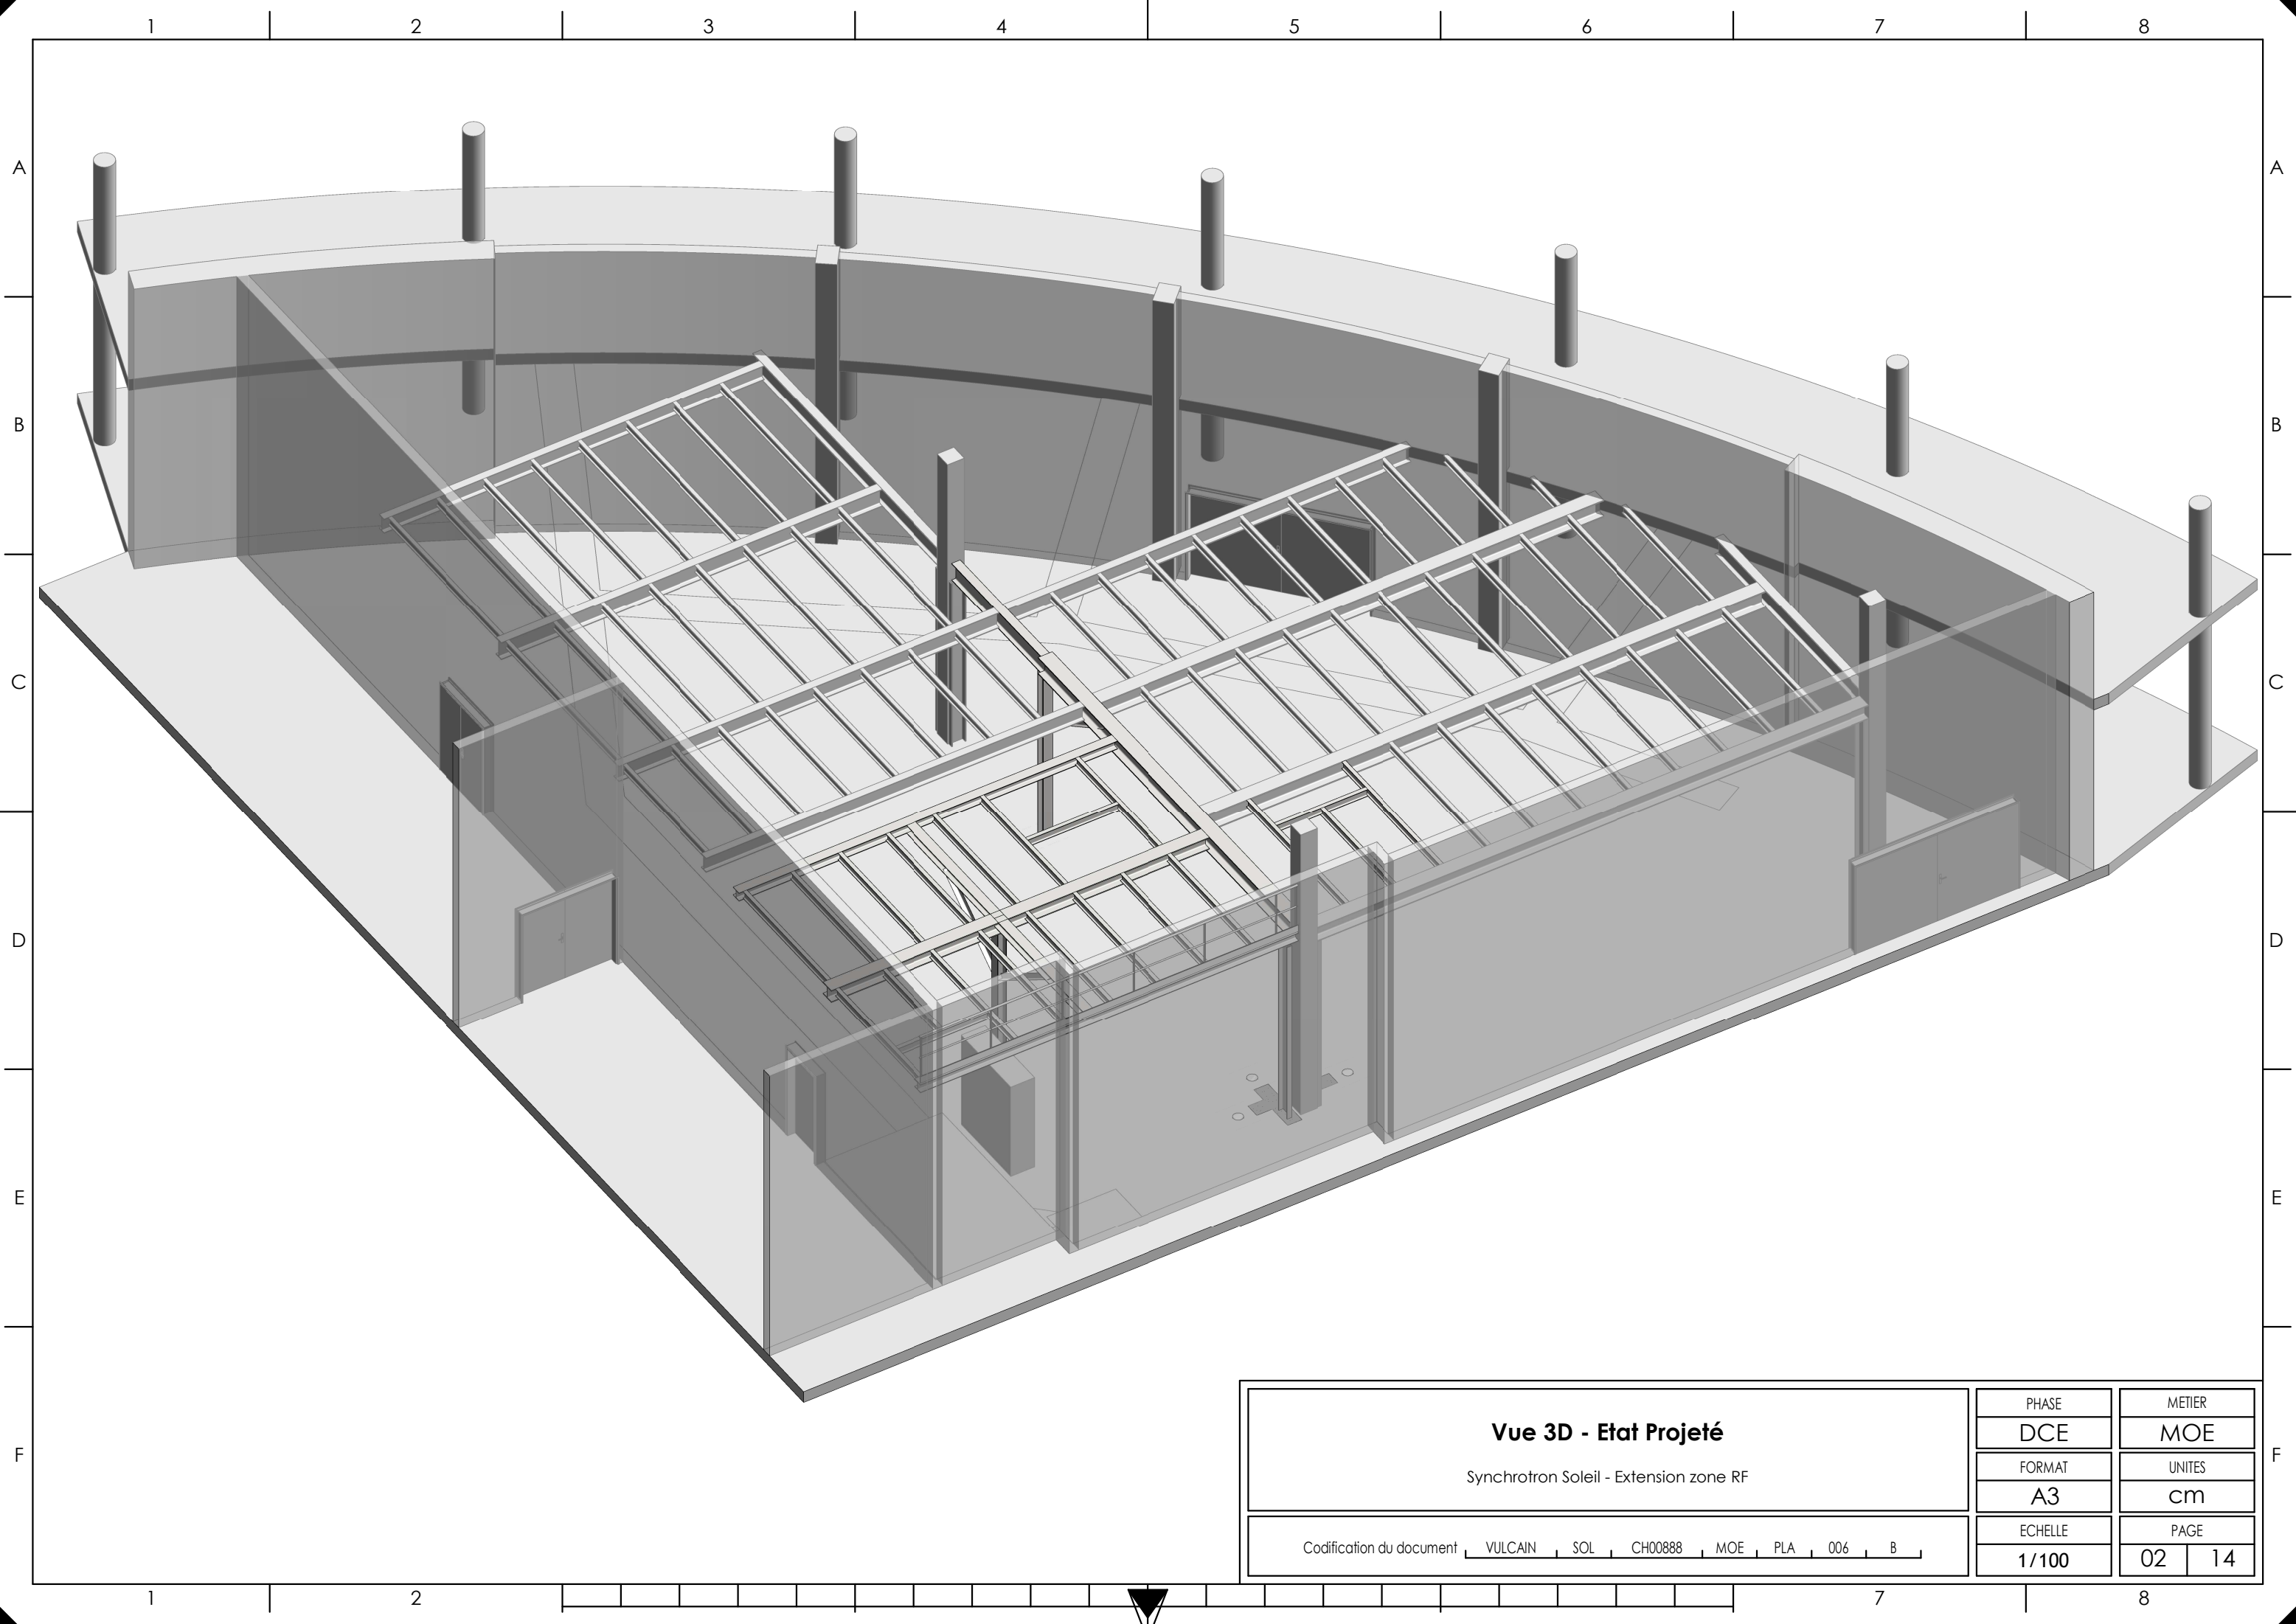 1 2 3 4 5 6 7 8
A A
B B
C C
D D
E E
F F
Vue 3D - Etat Projeté
Synchrotron Soleil - Extension zone RF
Codification du document VULCAIN SOL CH00888 MOE PLA 006 B
PHASE
DCE
METIER
MOE
FORMAT
A3
UNITES
cm
ECHELLE
1/100
PAGE
02 14
1 2 7 8